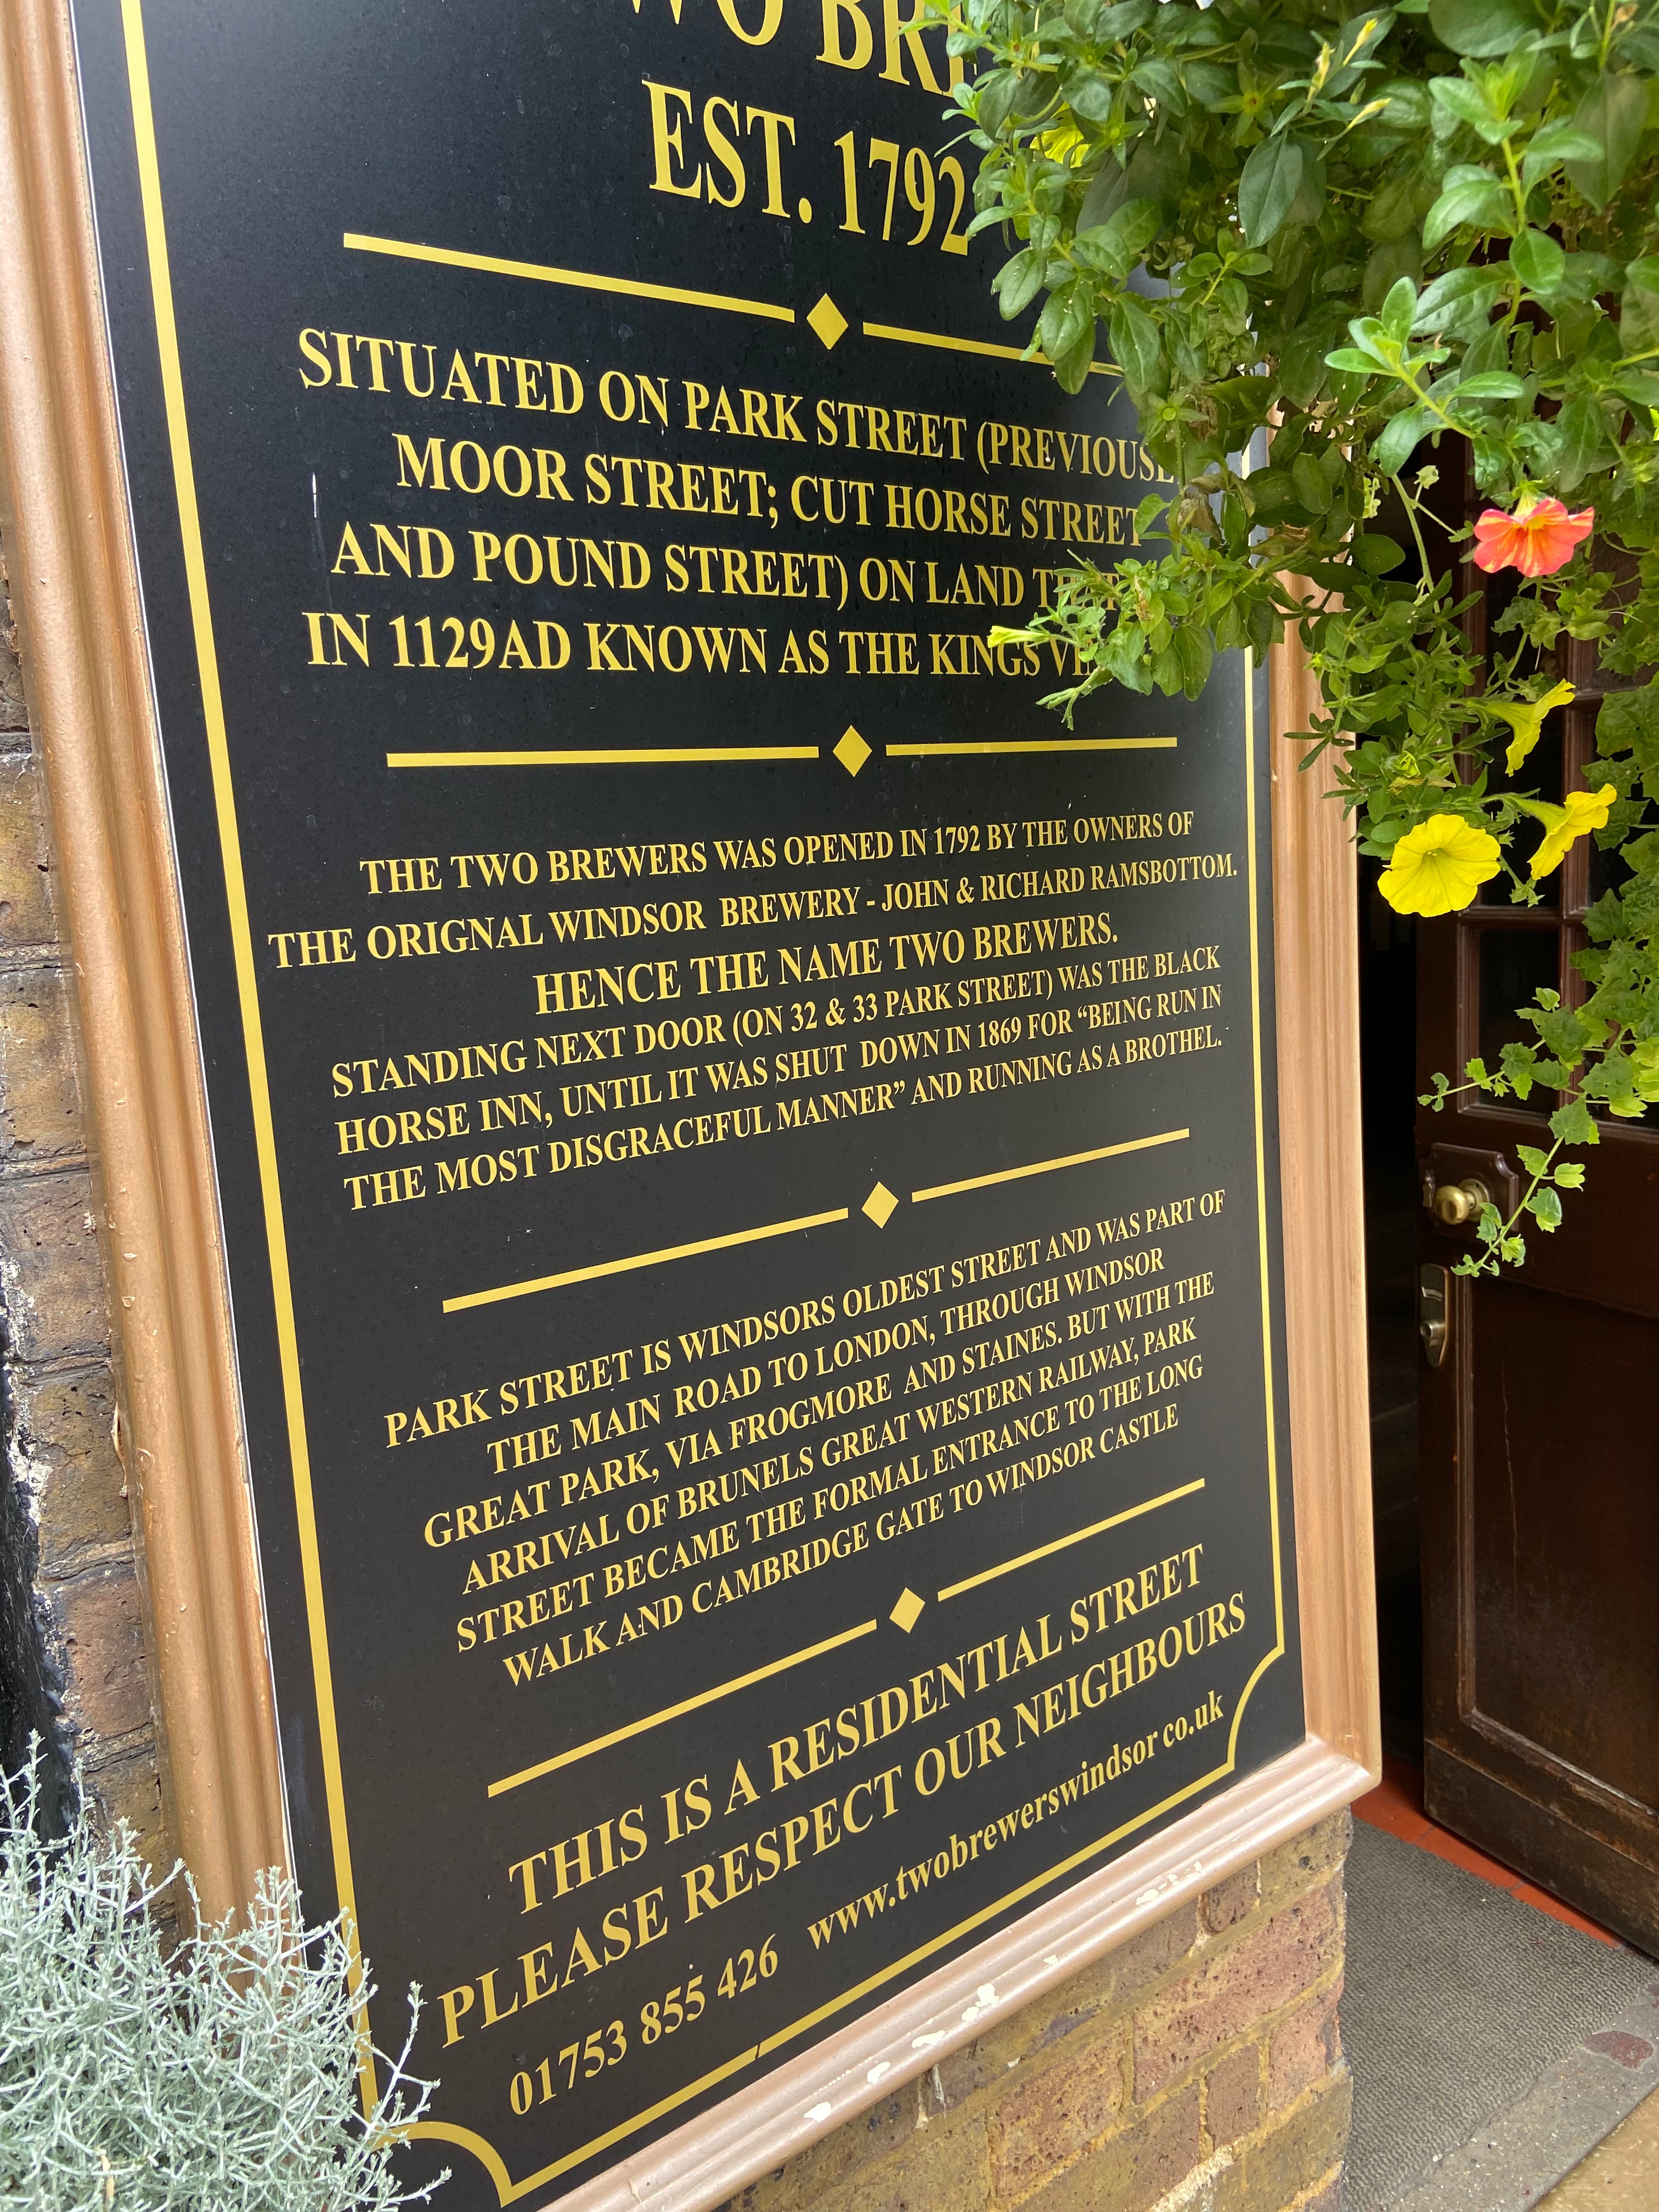 TWO BRE
EST. 1792
SITUATED ON PARK STREET (PREVIOUSL
MOOR STREET; CUT HORSE STREET
AND POUND STREET) ON LAND THAT
IN 1129AD KNOWN AS THE KINGS
THE TWO BREWERS WAS OPENED IN 1792 BY THE OWNERS OF
THE ORIGNAL WINDSOR BREWERY - JOHN & RICHARD RAMSBOTTOM.
HENCE THE NAME TWO BREWERS.
STANDING NEXT DOOR (ON 32 & 33 PARK STREET) WAS THE BLACK
HORSE INN, UNTIL IT WAS SHUT DOWN IN 1869 FOR “BEING RUN IN
THE MOST DISGRACEFUL MANNER” AND RUNNING AS A BROTHEL.
PARK STREET IS WINDSORS OLDEST STREET AND WAS PART OF
THE MAIN ROAD TO LONDON, THROUGH WINDSOR
GREAT PARK, VIA FROGMORE AND STAINES. BUT WITH THE
ARRIVAL OF BRUNELS GREAT WESTERN RAILWAY, PARK
STREET BECAME THE FORMAL ENTRANCE TO THE LONG
WALK AND CAMBRIDGE GATE TO WINDSOR CASTLE
THIS IS A RESIDENTIAL STREET
PLEASE RESPECT OUR NEIGHBOURS
01753 855 426 www.twobrewerswindsor.co.uk